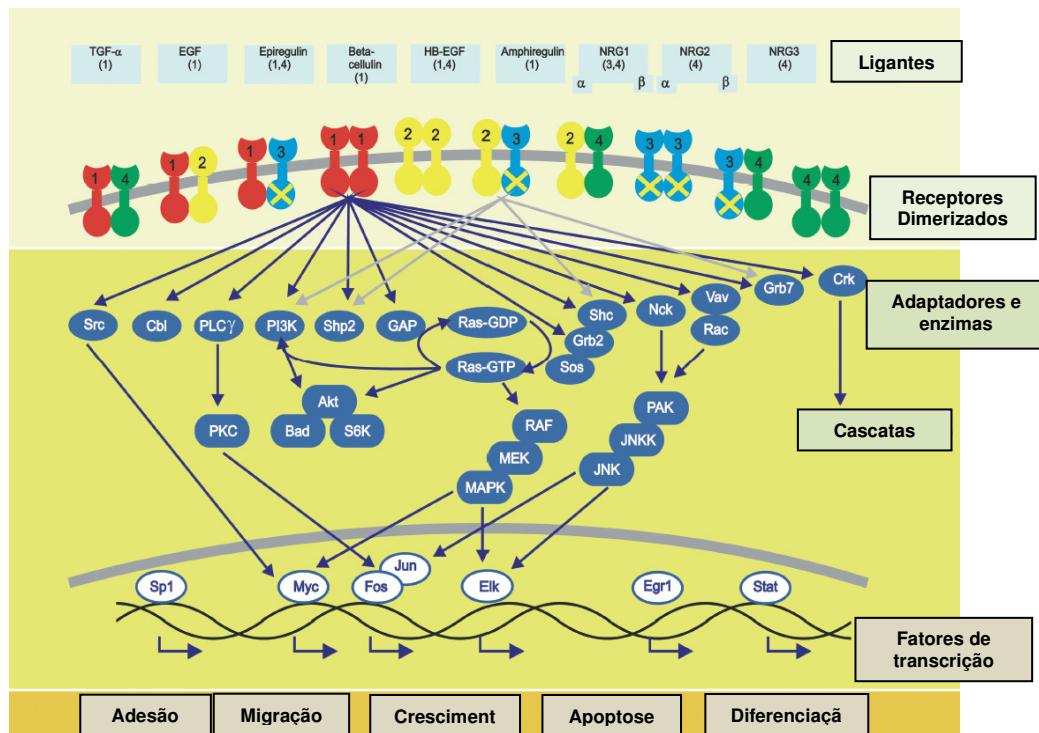 TGF-α
(1)
EGF
(1)
Epiregulin
(1,4)
Beta-
cellulin
(1)
HB-EGF
(1,4)
Amphiregulin
(1)
NRG1
(3,4)
α
β
NRG2
(4)
α
β
NRG3
(4)
Ligantes
1 4
1 2
1 3
1 1
2 2
2 3
2 4
3 3
3 4
4 4
Receptores
Dimerizados
Src
Cbl
PLCγ
PI3K
Shp2
GAP
Ras-GDP
Ras-GTP
Shc
Grb2
Sos
Nck
Vav
Rac
Grb7
Crk
Adaptadores e
enzimas
PKC
Akt
Bad
S6K
RAF
MEK
MAPK
PAK
JNKK
JNK
Cascatas
Sp1
Myc
Fos
Jun
Elk
Egr1
Stat
Fatores de
transcrição
Adesão
Migração
Cresciment
Apoptose
Diferenciaçã